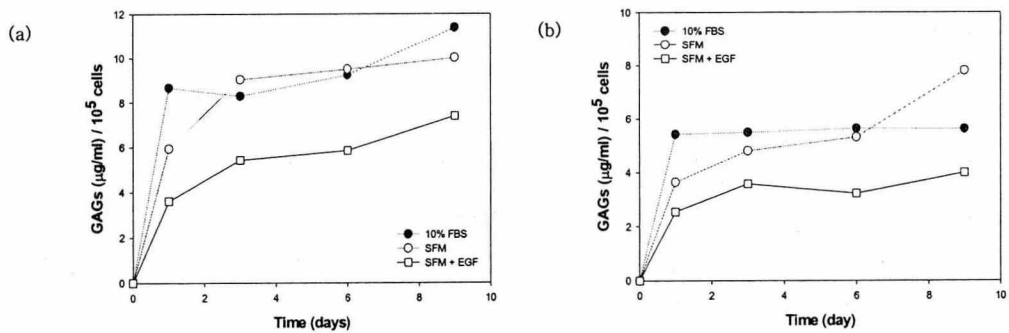 (a)
GAGs (µg/ml) / 10⁵ cells
12
10
8
6
4
2
0
10% FBS
SFM
SFM + EGF
0 2 4 6 8 10
Time (days)
(b)
GAGs (µg/ml) / 10⁵ cells
10
8
6
4
2
0
10% FBS
SFM
SFM + EGF
0 2 4 6 8 10
Time (day)